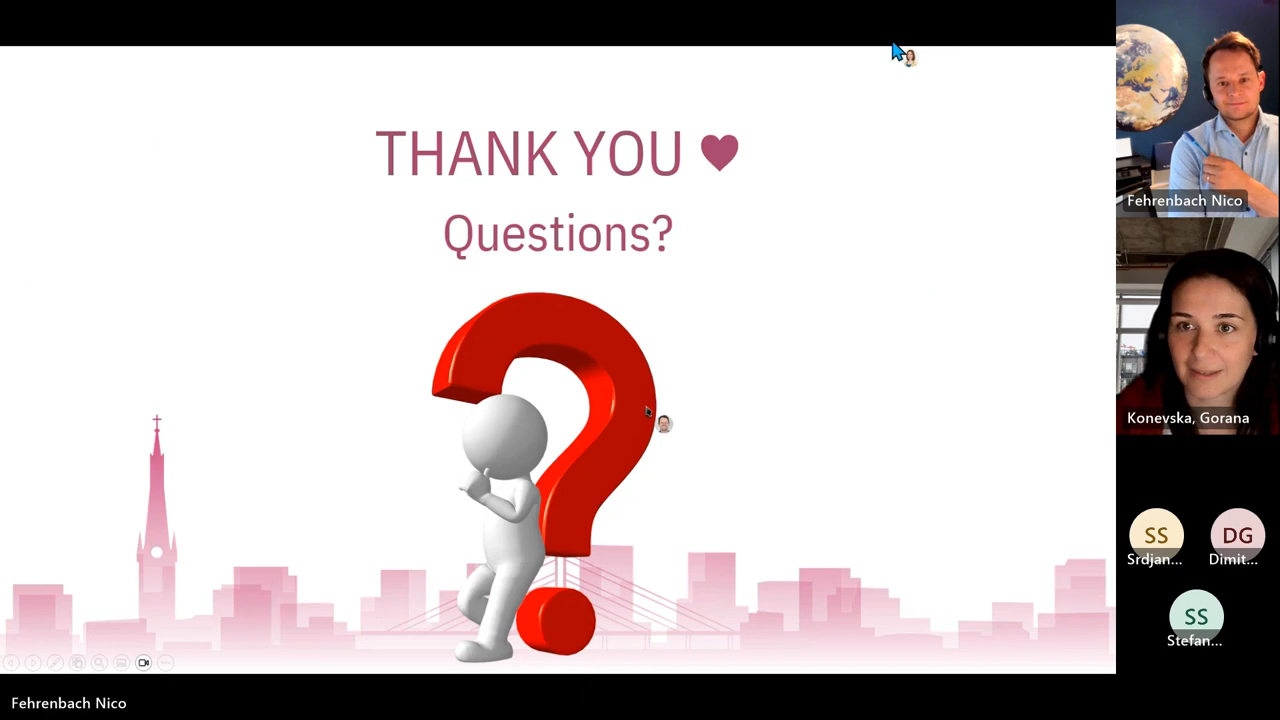 THANK YOU ♥
Questions?
Fehrenbach Nico
Konevska, Gorana
SS
Srdjan...
DG
Dimit...
SS
Stefan...
Fehrenbach Nico